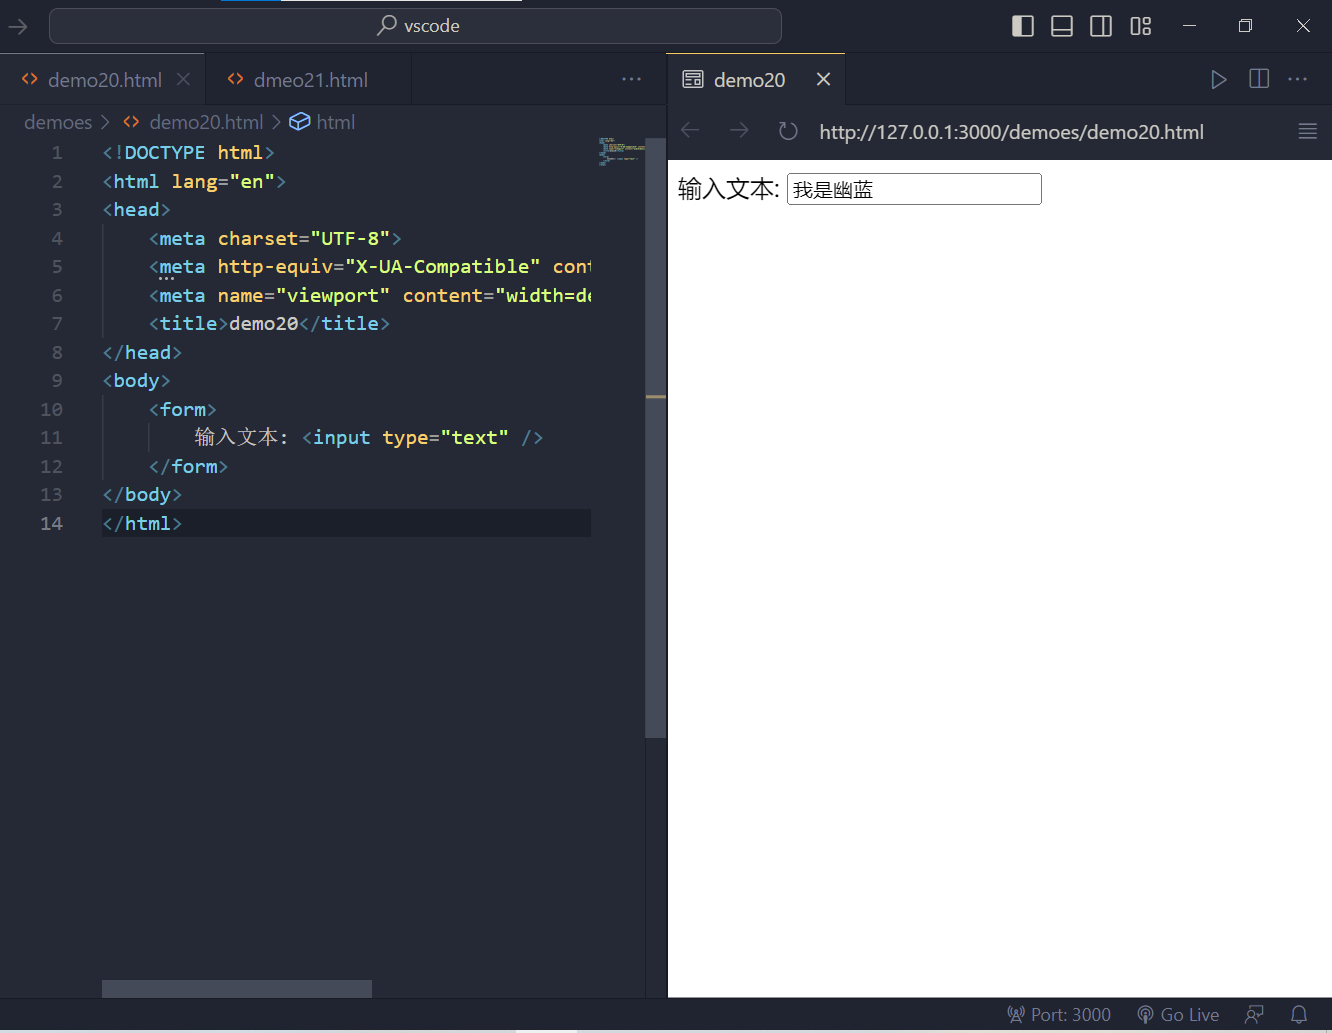 vscode
demo20.html
dmeo21.html
demoes > demo20.html > html
1 <!DOCTYPE html>
2 <html lang="en">
3 <head>
4 <meta charset="UTF-8">
5 <meta http-equiv="X-UA-Compatible" cont
6 <meta name="viewport" content="width=de
7 <title>demo20</title>
8 </head>
9 <body>
10 <form>
11 输入文本: <input type="text" />
12 </form>
13 </body>
14 </html>
demo20
http://127.0.0.1:3000/demoes/demo20.html
输入文本: 我是幽蓝
Port: 3000
Go Live